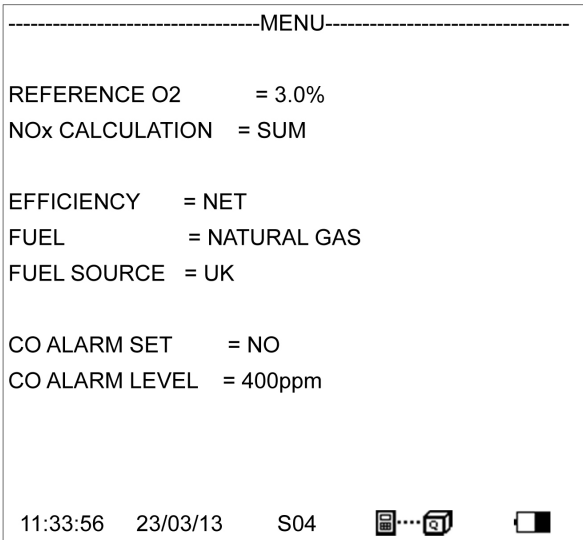 ----------------------------------MENU---------------------------------
REFERENCE O2 = 3.0%
NOx CALCULATION = SUM
EFFICIENCY = NET
FUEL = NATURAL GAS
FUEL SOURCE = UK
CO ALARM SET = NO
CO ALARM LEVEL = 400ppm
11:33:56 23/03/13 S04